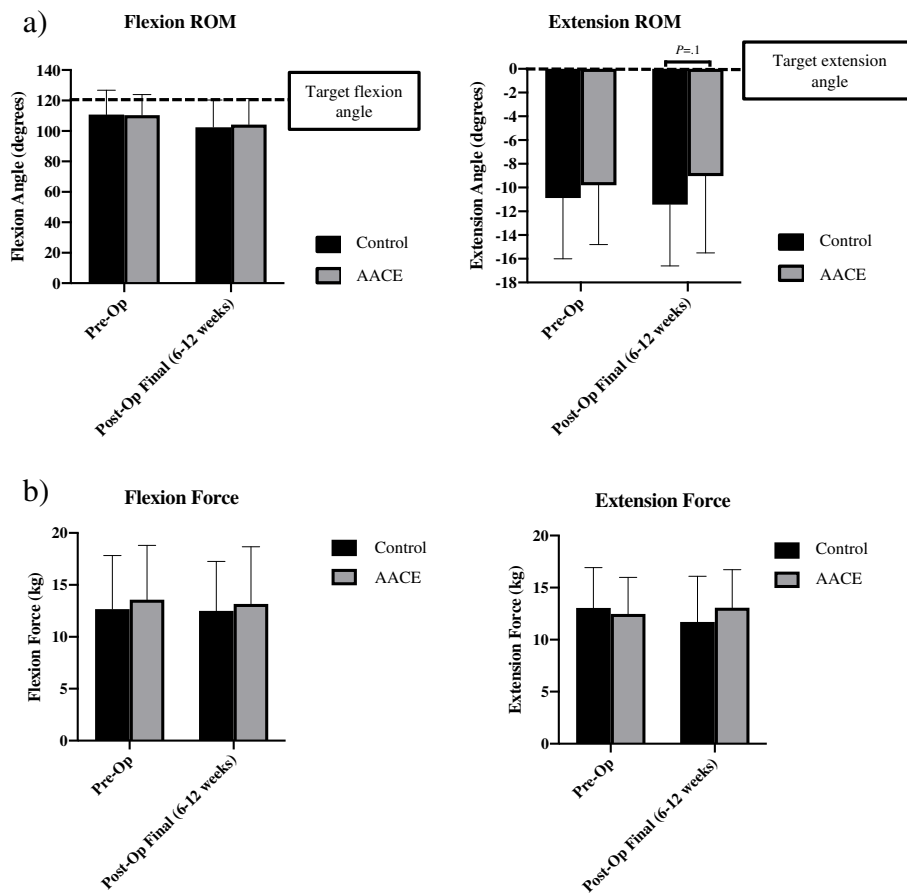 a)
Flexion ROM
Flexion Angle (degrees)
140
120
100
80
60
40
20
0
Target flexion
angle
Control
AACE
Pre-Op
Post-Op Final (6-12 weeks)
Extension ROM
P=.1
Target extension
angle
Extension Angle (degrees)
0
-2
-4
-6
-8
-10
-12
-14
-16
-18
Control
AACE
Pre-Op
Post-Op Final (6-12 weeks)
b)
Flexion Force
Flexion Force (kg)
20
15
10
5
0
Control
AACE
Pre-Op
Post-Op Final (6-12 weeks)
Extension Force
Extension Force (kg)
20
15
10
5
0
Control
AACE
Pre-Op
Post-Op Final (6-12 weeks)